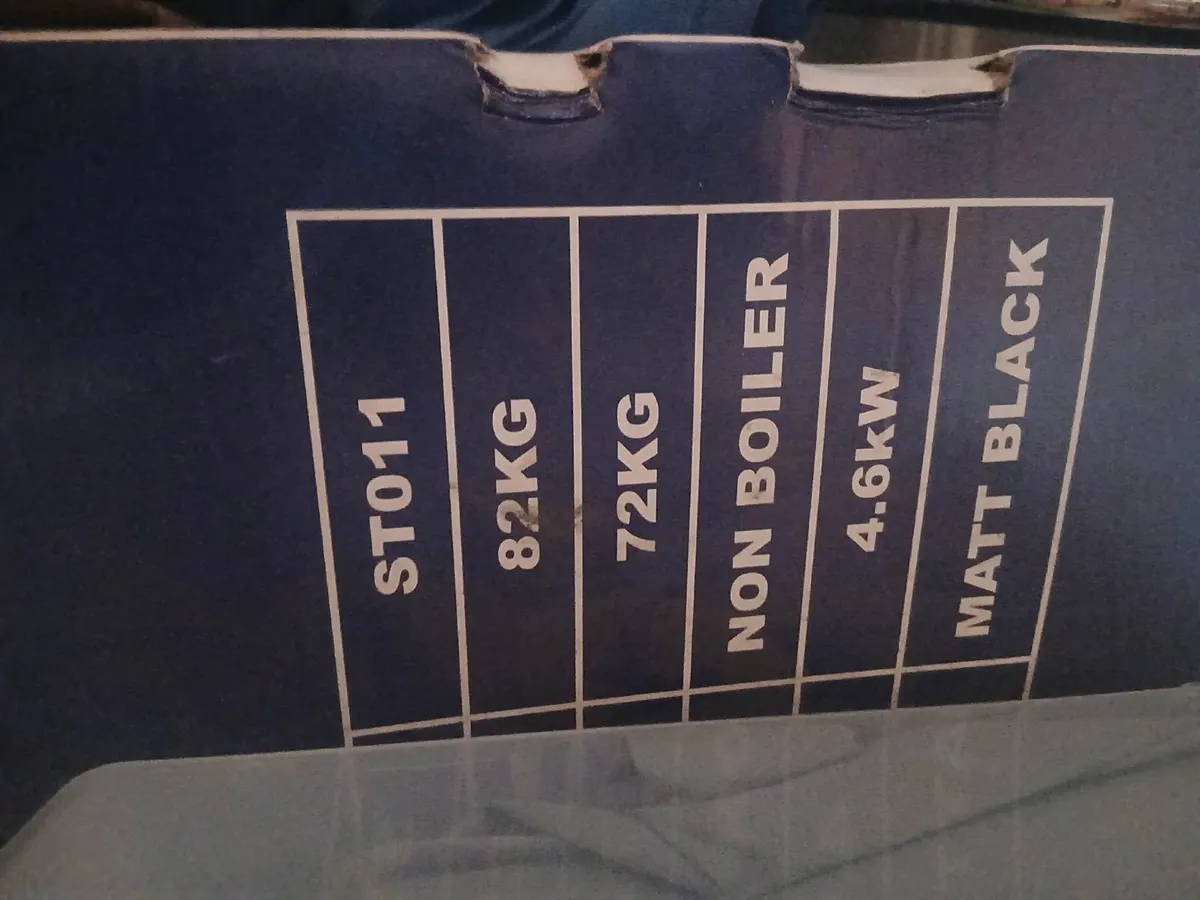 ST011
82KG
72KG
NON BOILER
4.6kW
MATT BLACK